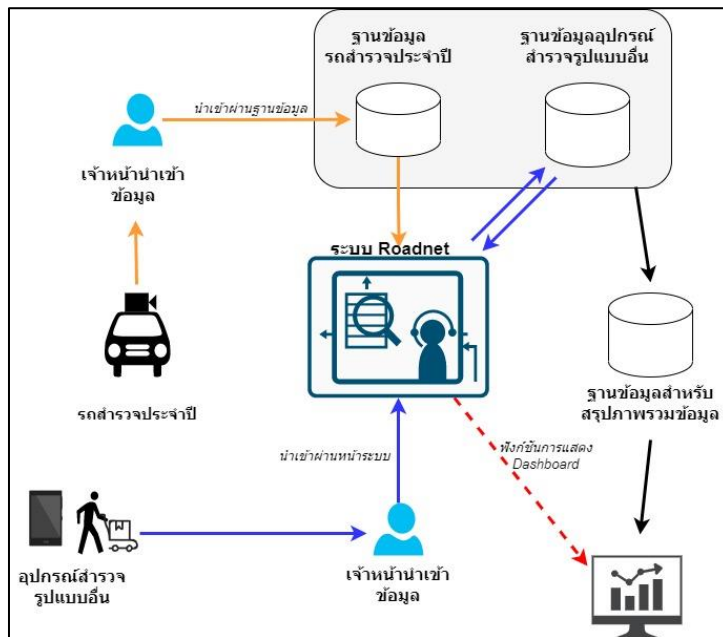 ฐานข้อมูล
รถสำรวจประจำปี
ฐานข้อมูลอุปกรณ์
สำรวจรูปแบบอื่น
นำเข้าผ่านฐานข้อมูล
เจ้าหน้านำเข้า
ข้อมูล
ระบบ Roadnet
รถสำรวจประจำปี
ฐานข้อมูลสำหรับ
สรุปภาพรวมข้อมูล
นำเข้าผ่านหน้าระบบ
ฟังก์ชันการแสดง
Dashboard
อุปกรณ์สำรวจ
รูปแบบอื่น
เจ้าหน้านำเข้า
ข้อมูล